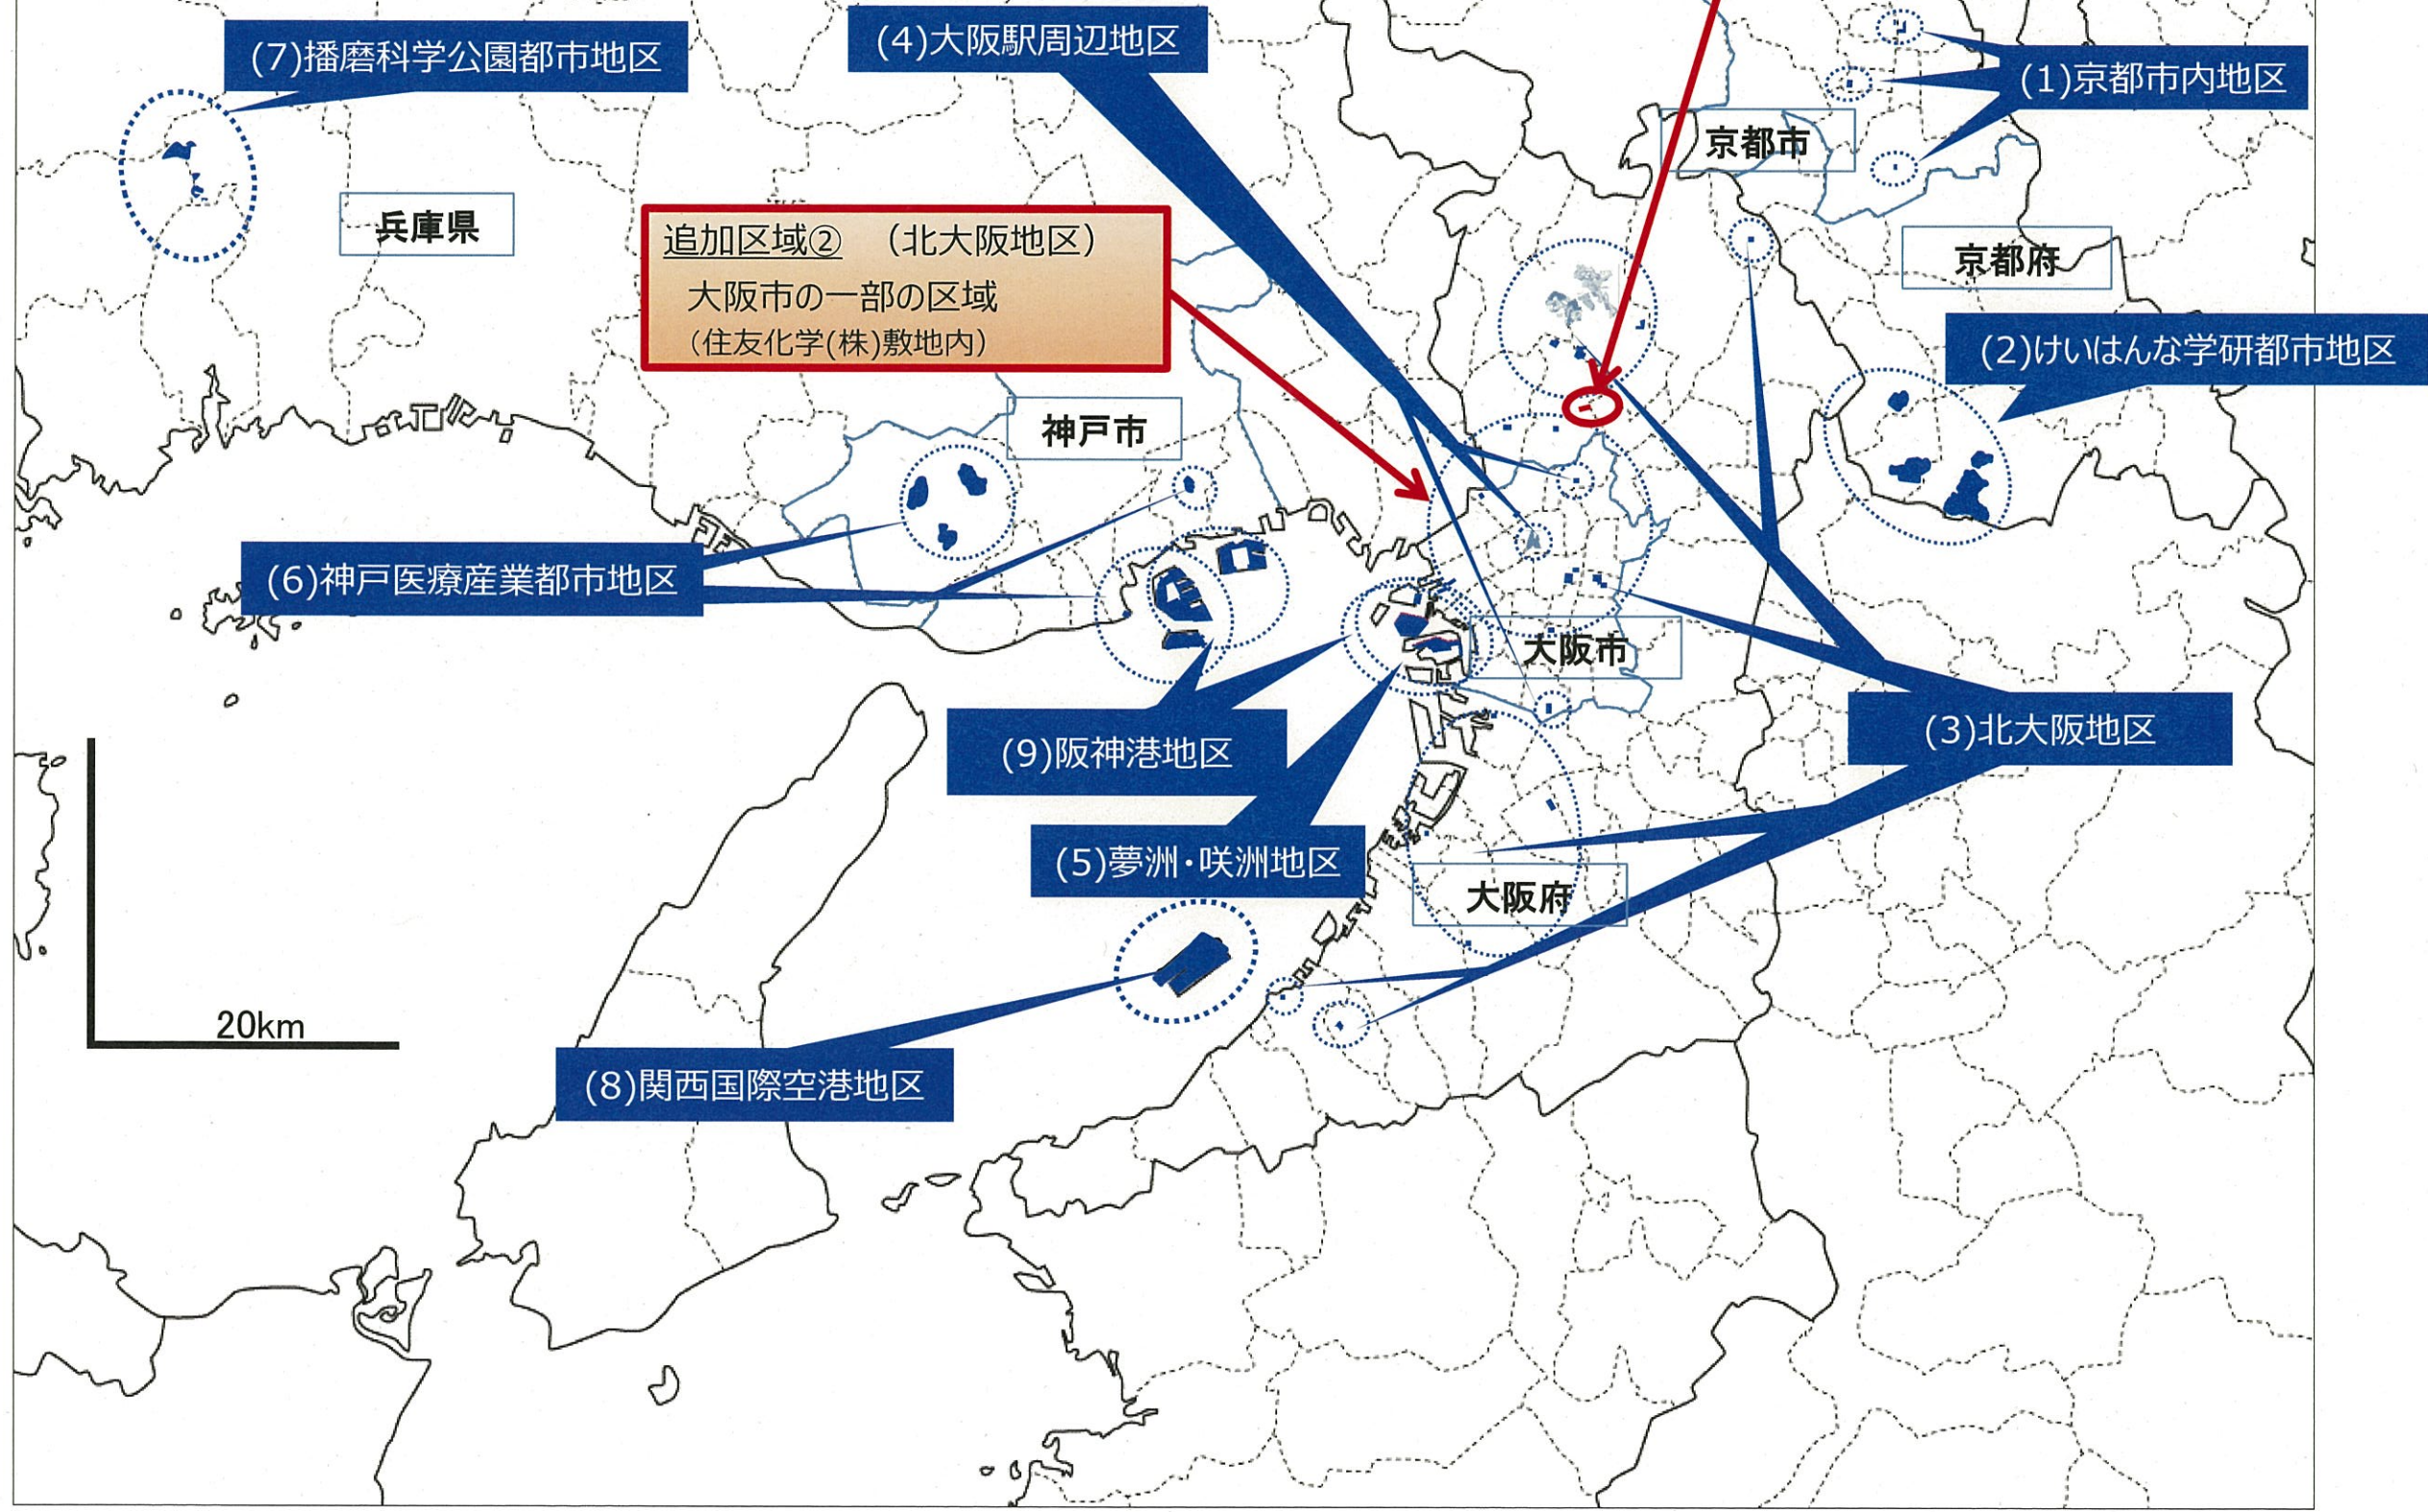 (7)播磨科学公園都市地区
(4)大阪駅周辺地区
(1)京都市内地区
京都市
兵庫県
追加区域② （北大阪地区）
大阪市の一部の区域
（住友化学(株)敷地内）
京都府
(2)けいはんな学研都市地区
神戸市
(6)神戸医療産業都市地区
大阪市
(9)阪神港地区
(3)北大阪地区
(5)夢洲・咲洲地区
大阪府
20km
(8)関西国際空港地区